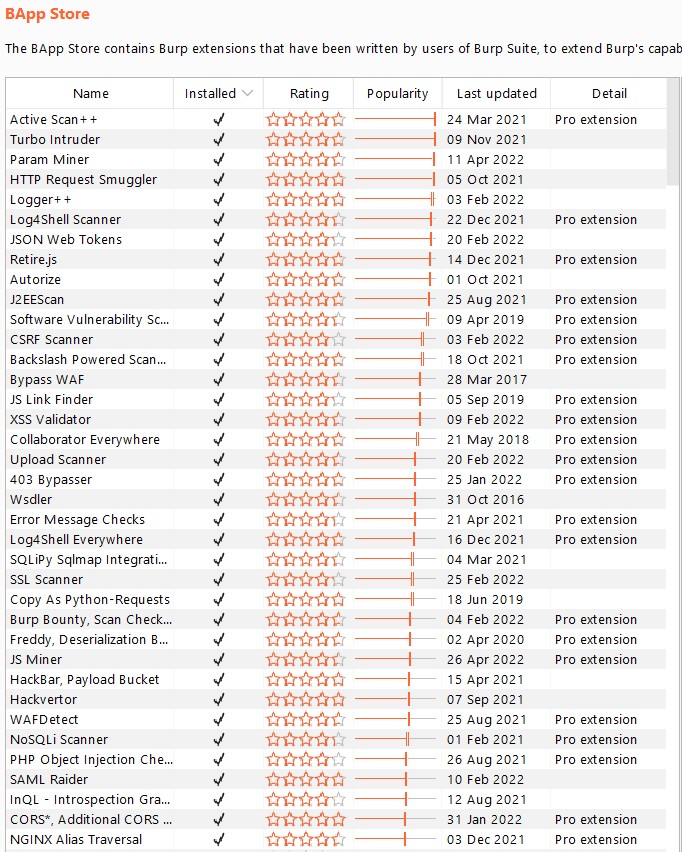 BApp Store
The BApp Store contains Burp extensions that have been written by users of Burp Suite, to extend Burp's capab
Name Installed Rating Popularity Last updated Detail
Active Scan++ 24 Mar 2021 Pro extension
Turbo Intruder 09 Nov 2021
Param Miner 11 Apr 2022
HTTP Request Smuggler 05 Oct 2021
Logger++ 03 Feb 2022
Log4Shell Scanner 22 Dec 2021 Pro extension
JSON Web Tokens 20 Feb 2022
Retire.js 14 Dec 2021 Pro extension
Autorize 01 Oct 2021
J2EEScan 25 Aug 2021 Pro extension
Software Vulnerability Sc... 09 Apr 2019 Pro extension
CSRF Scanner 03 Feb 2022 Pro extension
Backslash Powered Scan... 18 Oct 2021 Pro extension
Bypass WAF 28 Mar 2017
JS Link Finder 05 Sep 2019 Pro extension
XSS Validator 09 Feb 2022 Pro extension
Collaborator Everywhere 21 May 2018 Pro extension
Upload Scanner 20 Feb 2022 Pro extension
403 Bypasser 25 Jan 2022 Pro extension
Wsdler 31 Oct 2016
Error Message Checks 21 Apr 2021 Pro extension
Log4Shell Everywhere 16 Dec 2021 Pro extension
SQLiPy Sqlmap Integrati... 04 Mar 2021
SSL Scanner 25 Feb 2022
Copy As Python-Requests 18 Jun 2019
Burp Bounty, Scan Check... 04 Feb 2022 Pro extension
Freddy, Deserialization B... 02 Apr 2020 Pro extension
JS Miner 26 Apr 2022 Pro extension
HackBar, Payload Bucket 15 Apr 2021
Hackvertor 07 Sep 2021
WAFDetect 25 Aug 2021 Pro extension
NoSQLi Scanner 01 Feb 2021 Pro extension
PHP Object Injection Che... 26 Aug 2021 Pro extension
SAML Raider 10 Feb 2022
InQL - Introspection Gra... 12 Aug 2021
CORS*, Additional CORS ... 31 Jan 2022 Pro extension
NGINX Alias Traversal 03 Dec 2021 Pro extension